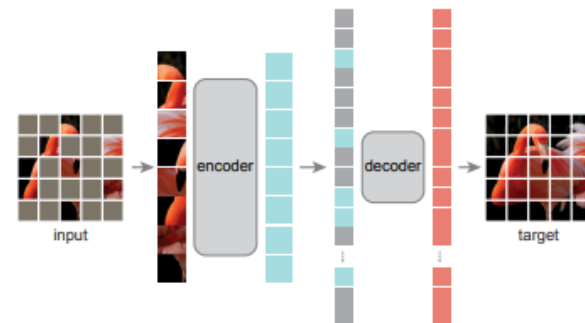 input
encoder
decoder
target